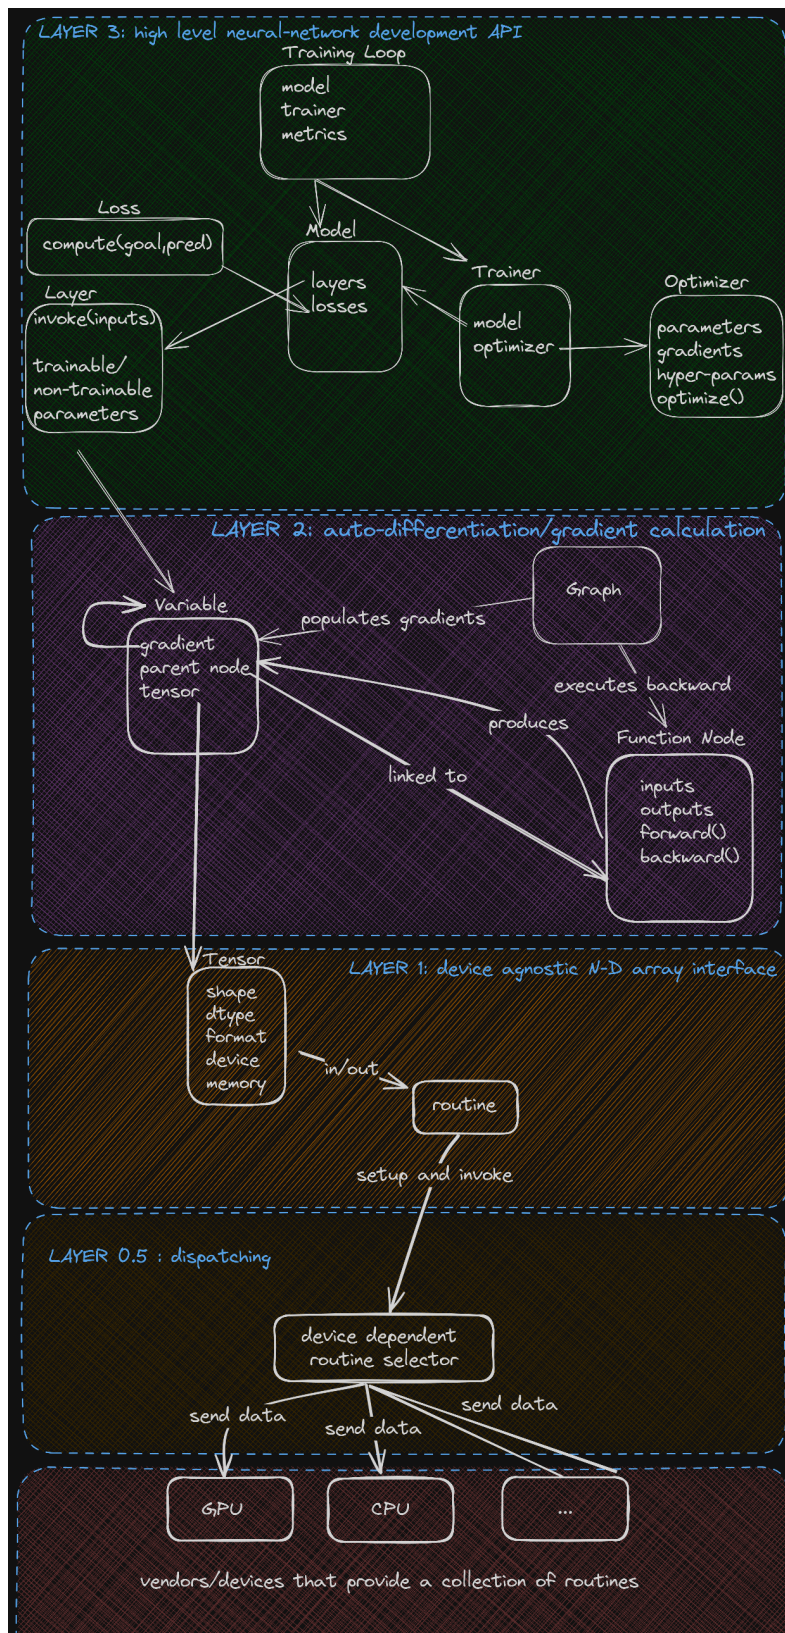 LAYER 3: high level neural-network development API
Training Loop
model
trainer
metrics
Loss
compute(goal,pred)
Model
layers
losses
Layer
invoke(inputs)
trainable/
non-trainable
parameters
Trainer
model
optimizer
Optimizer
parameters
gradients
hyper-params
optimize()
LAYER 2: auto-differentiation/gradient calculation
Graph
Variable
populates gradients
gradient
parent node
tensor
executes backward
produces
linked to
Function Node
inputs
outputs
forward()
backward()
LAYER 1: device agnostic N-D array interface
Tensor
shape
dtype
format
device
memory
in/out
routine
setup and invoke
LAYER 0.5 : dispatching
device dependent
routine selector
send data
send data
send data
GPU
CPU
...
vendors/devices that provide a collection of routines